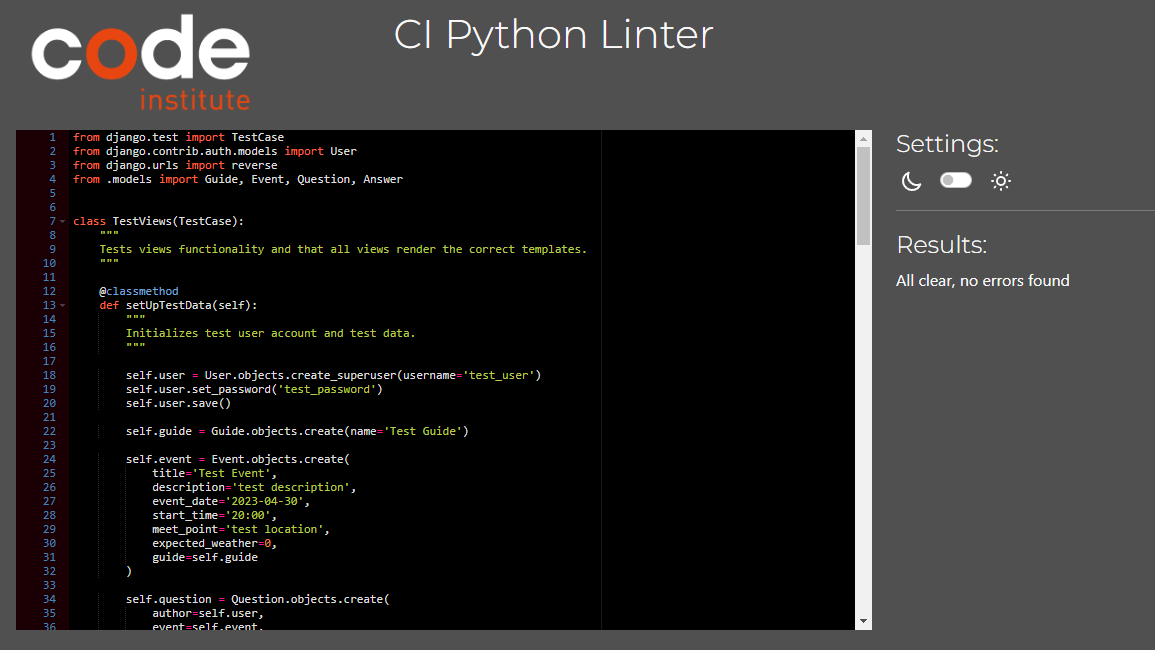 code
institute
CI Python Linter
1 from django.test import TestCase
2 from django.contrib.auth.models import User
3 from django.urls import reverse
4 from .models import Guide, Event, Question, Answer
5
6
7 class TestViews(TestCase):
8     """
9     Tests views functionality and that all views render the correct templates.
10     """
11
12     @classmethod
13     def setUpTestData(self):
14         """
15         Initializes test user account and test data.
16         """
17
18         self.user = User.objects.create_superuser(username='test_user')
19         self.user.set_password('test_password')
20         self.user.save()
21
22         self.guide = Guide.objects.create(name='Test Guide')
23
24         self.event = Event.objects.create(
25             title='Test Event',
26             description='test description',
27             event_date='2023-04-30',
28             start_time='20:00',
29             meet_point='test location',
30             expected_weather=0,
31             guide=self.guide
32         )
33
34         self.question = Question.objects.create(
35             author=self.user,
36             event=self.event,
Settings:
Results:
All clear, no errors found